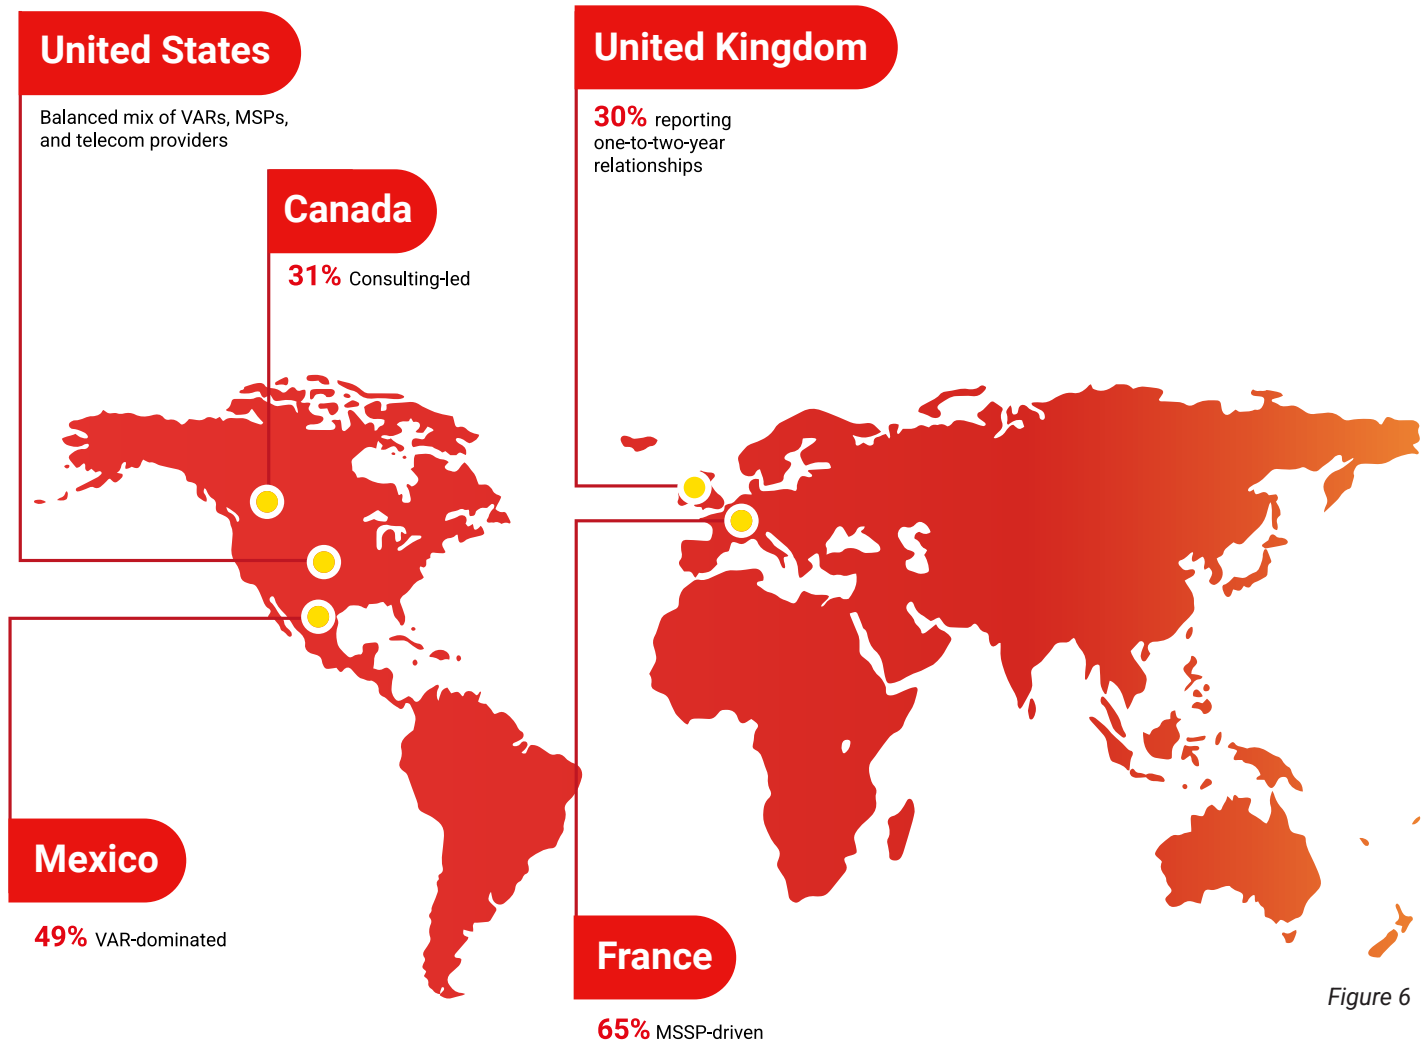 United States
Balanced mix of VARs, MSPs,
and telecom providers
Canada
31% Consulting-led
United Kingdom
30% reporting
one-to-two-year
relationships
Mexico
49% VAR-dominated
France
65% MSSP-driven
Figure 6